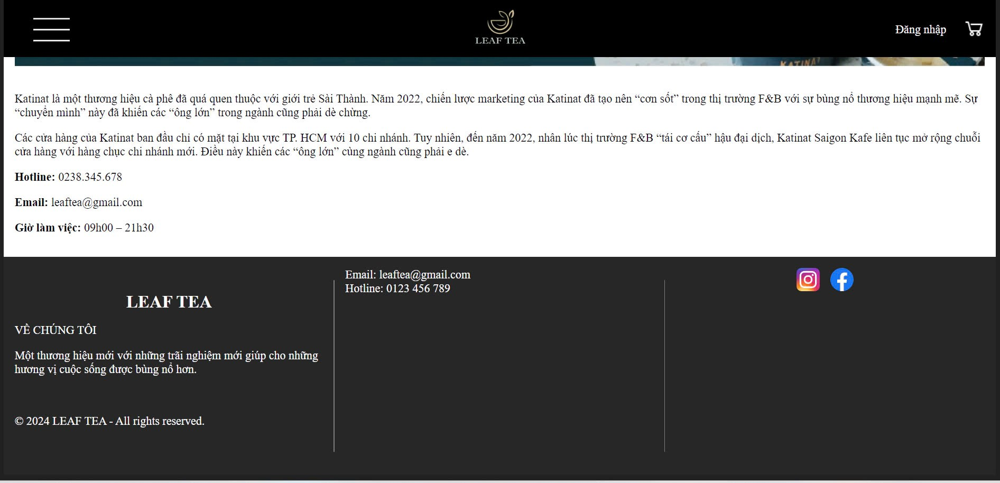 LEAF TEA
Đăng nhập
KATINAT
Katinat là một thương hiệu cà phê đã quá quen thuộc với giới trẻ Sài Thành. Năm 2022, chiến lược marketing của Katinat đã tạo nên “cơn sốt” trong thị trường F&B với sự bùng nổ thương hiệu mạnh mẽ. Sự
“chuyển mình” này đã khiến các “ông lớn” trong ngành cũng phải dè chừng.
Các cửa hàng của Katinat ban đầu chỉ có mặt tại khu vực TP. HCM với 10 chi nhánh. Tuy nhiên, đến năm 2022, nhân lúc thị trường F&B “tái cơ cấu” hậu đại dịch, Katinat Saigon Kafe liên tục mở rộng chuỗi
cửa hàng với hàng chục chi nhánh mới. Điều này khiến các “ông lớn” cùng ngành cũng phải e dè.
Hotline: 0238.345.678
Email: leaftea@gmail.com
Giờ làm việc: 09h00 – 21h30
LEAF TEA
VỀ CHÚNG TÔI
Một thương hiệu mới với những trãi nghiệm mới giúp cho những
hương vị cuộc sống được bùng nổ hơn.
© 2024 LEAF TEA - All rights reserved.
Email: leaftea@gmail.com
Hotline: 0123 456 789